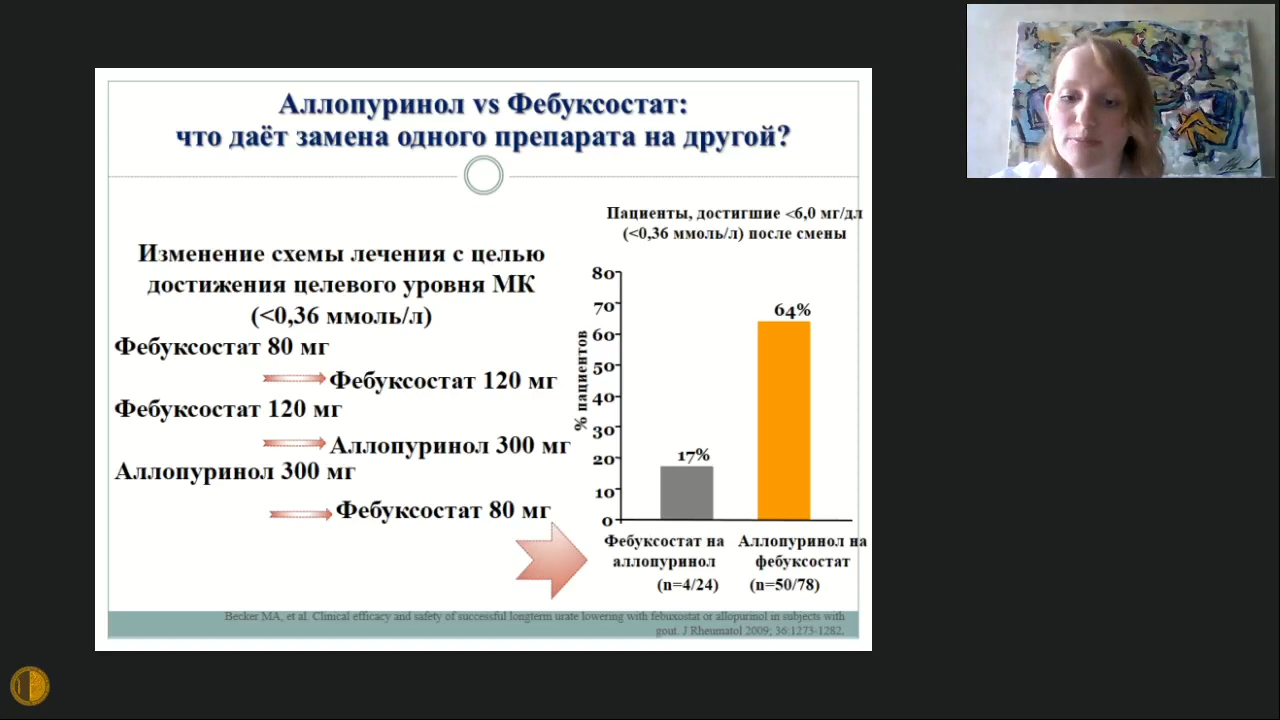 Аллопуринол vs Фебуксостат:
что даёт замена одного препарата на другой?
Изменение схемы лечения с целью
достижения целевого уровня МК
(<0,36 ммоль/л)
Фебуксостат 80 мг
Фебуксостат 120 мг
Фебуксостат 120 мг
Аллопуринол 300 мг
Аллопуринол 300 мг
Фебуксостат 80 мг
Пациенты, достигшие <6,0 мг/дл
(<0,36 ммоль/л) после смены
% пациентов
80
70
60
50
40
30
20
10
0
17%
64%
Фебуксостат на
аллопуринол
(n=4/24)
Аллопуринол на
фебуксостат
(n=50/78)
Becker MA, et al. Clinical efficacy and safety of successful longterm urate lowering with febuxostat or allopurinol in subjects with
gout. J Rheumatol 2009; 36:1273-1282.